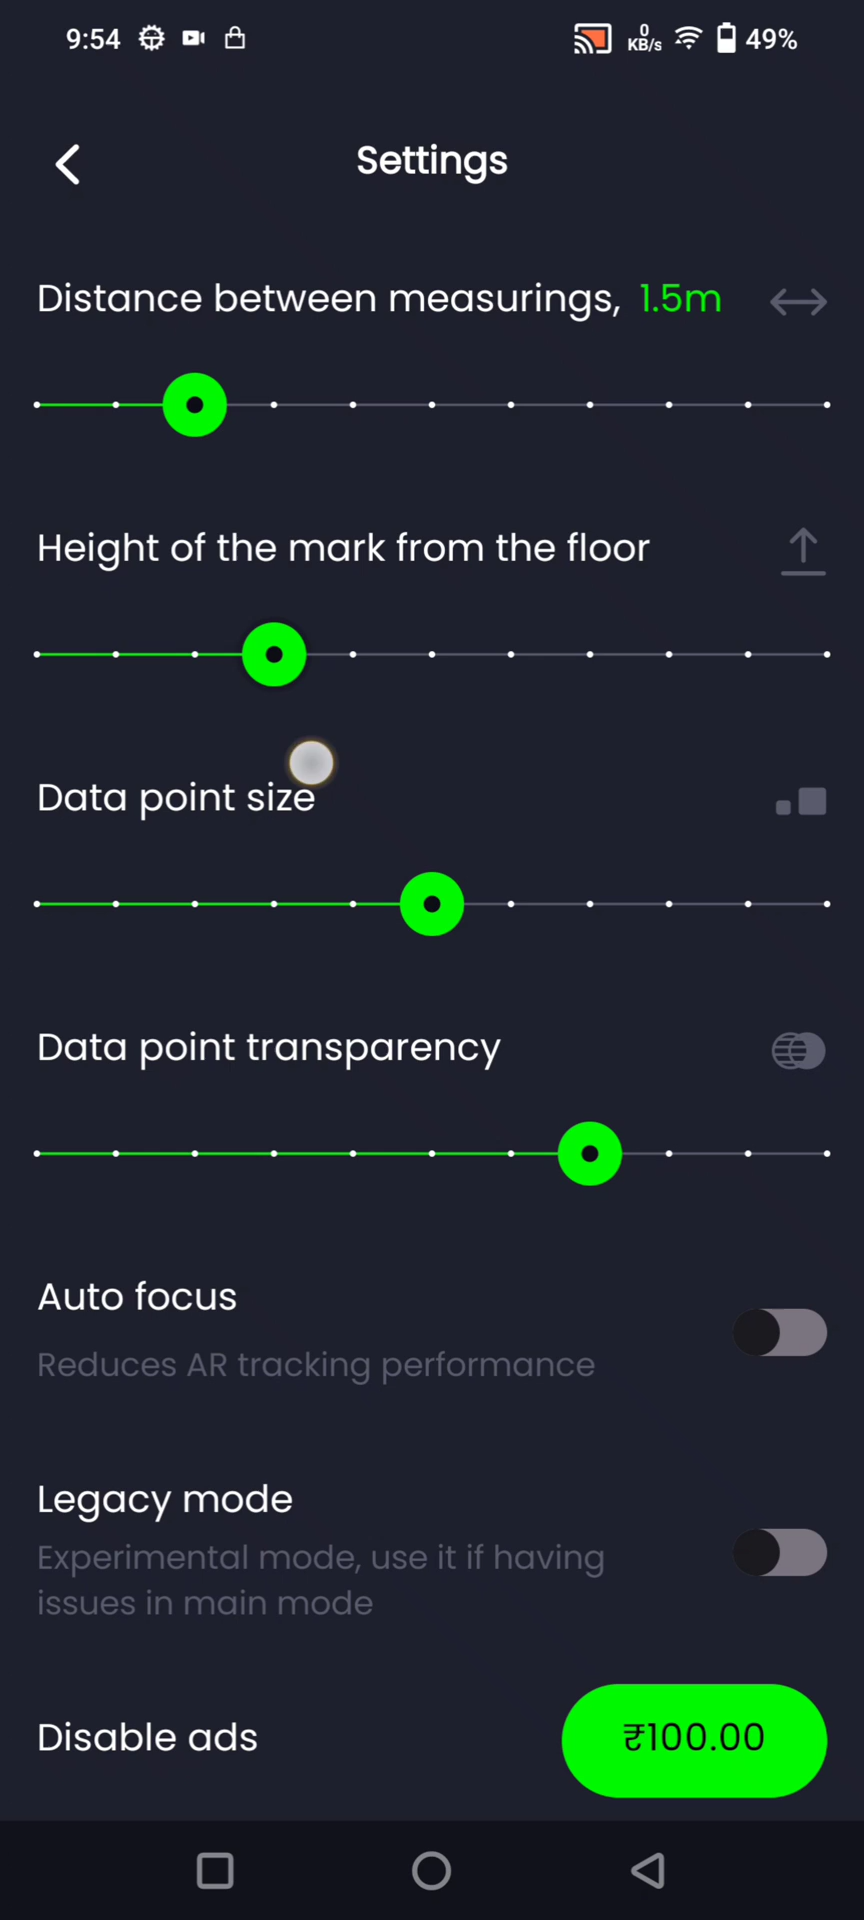 9:54
0
KB/s
49%
Settings
Distance between measurings, 1.5m
Height of the mark from the floor
Data point size
Data point transparency
Auto focus
Reduces AR tracking performance
Legacy mode
Experimental mode, use it if having
issues in main mode
Disable ads
₹100.00